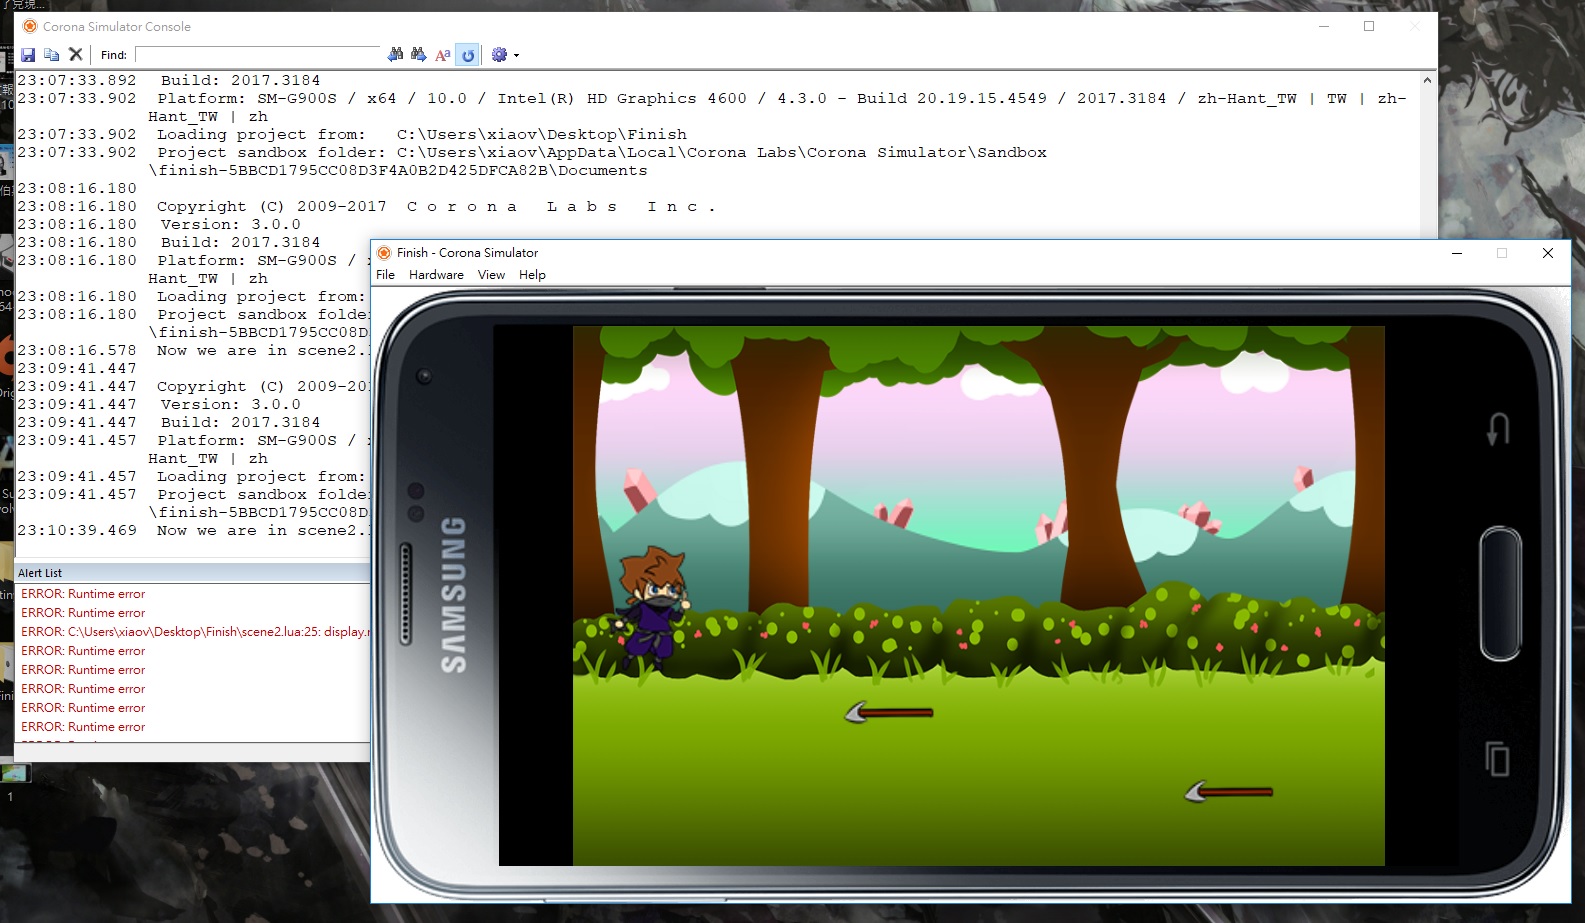 了兒現...
Corona Simulator Console
Find:
Aa
23:07:33.892 Build: 2017.3184
23:07:33.902 Platform: SM-G900S / x64 / 10.0 / Intel(R) HD Graphics 4600 / 4.3.0 - Build 20.19.15.4549 / 2017.3184 / zh-Hant_TW | TW | zh-
Hant_TW | zh
23:07:33.902 Loading project from: C:\Users\xiaov\Desktop\Finish
23:07:33.902 Project sandbox folder: C:\Users\xiaov\AppData\Local\Corona Labs\Corona Simulator\Sandbox
\finish-5BBCD1795CC08D3F4A0B2D425DFCA82B\Documents
23:08:16.180
23:08:16.180 Copyright (C) 2009-2017 C o r o n a L a b s I n c .
23:08:16.180 Version: 3.0.0
23:08:16.180 Build: 2017.3184
23:08:16.180 Platform: SM-G900S /
Hant_TW | zh
23:08:16.180 Loading project from:
23:08:16.180 Project sandbox folde
\finish-5BBCD1795CC08D
23:08:16.578 Now we are in scene2.
23:09:41.447
23:09:41.447 Copyright (C) 2009-20
23:09:41.447 Version: 3.0.0
23:09:41.447 Build: 2017.3184
23:09:41.457 Platform: SM-G900S /
Hant_TW | zh
23:09:41.457 Loading project from:
23:09:41.457 Project sandbox folde
\finish-5BBCD1795CC08D
23:10:39.469 Now we are in scene2.
Alert List
ERROR: Runtime error
ERROR: Runtime error
ERROR: C:\Users\xiaov\Desktop\Finish\scene2.lua:25: display.
ERROR: Runtime error
ERROR: Runtime error
ERROR: Runtime error
ERROR: Runtime error
ERROR: Runtime error
Finish - Corona Simulator
File Hardware View Help
SAMSUNG
1